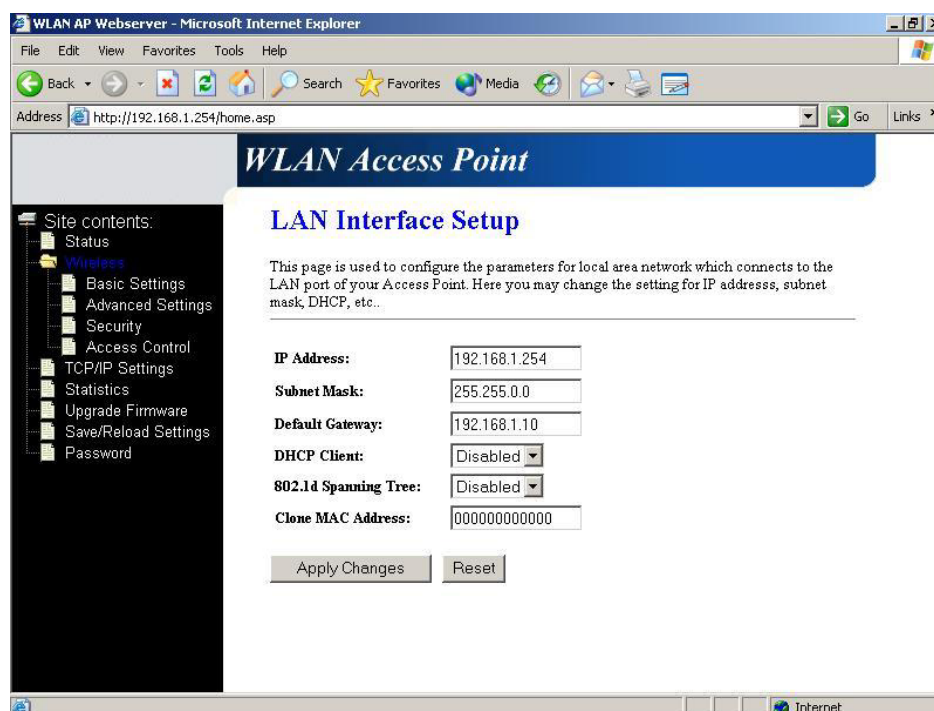 WLAN AP Webserver - Microsoft Internet Explorer
File Edit View Favorites Tools Help
Back Search Favorites Media
Address http://192.168.1.254/home.asp Go Links
WLAN Access Point
Site contents:
Status
Wireless
Basic Settings
Advanced Settings
Security
Access Control
TCP/IP Settings
Statistics
Upgrade Firmware
Save/Reload Settings
Password
LAN Interface Setup
This page is used to configure the parameters for local area network which connects to the
LAN port of your Access Point. Here you may change the setting for IP addresss, subnet
mask, DHCP, etc..
IP Address: 192.168.1.254
Subnet Mask: 255.255.0.0
Default Gateway: 192.168.1.10
DHCP Client: Disabled
802.1d Spanning Tree: Disabled
Clone MAC Address: 000000000000
Apply Changes Reset
Internet